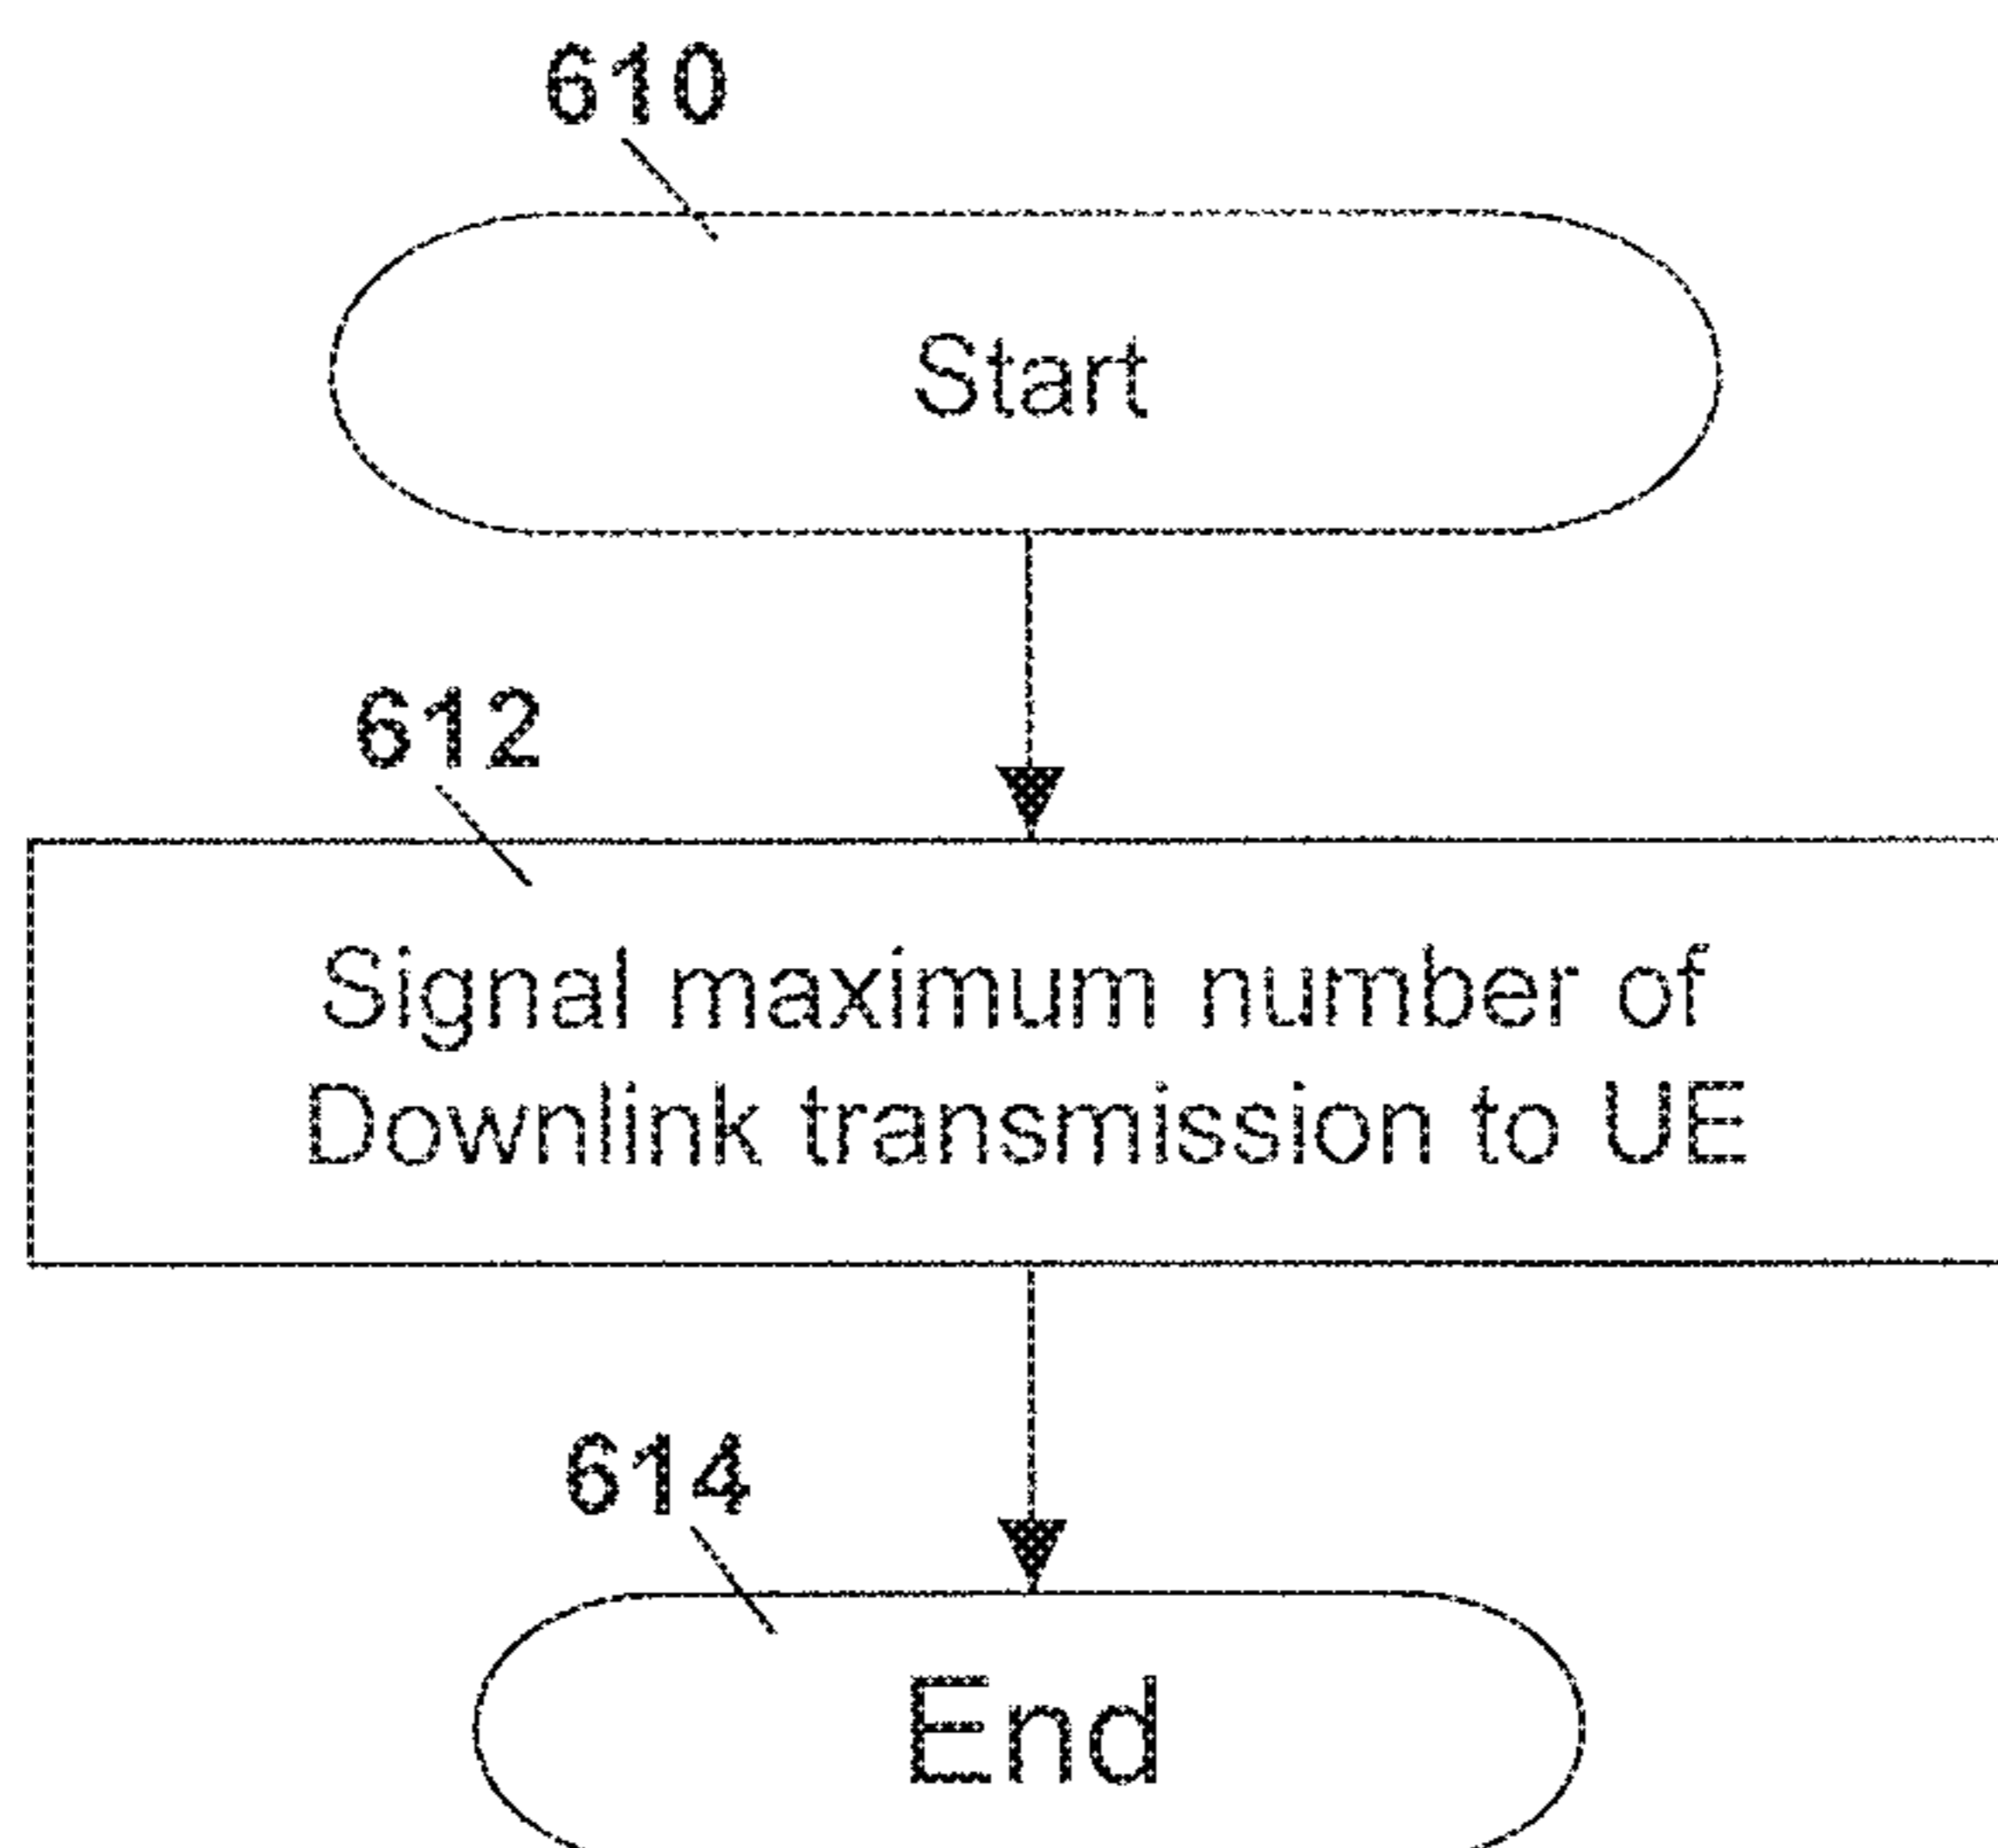 610
Start
612
Signal maximum number of
Downlink transmission to UE
614
End